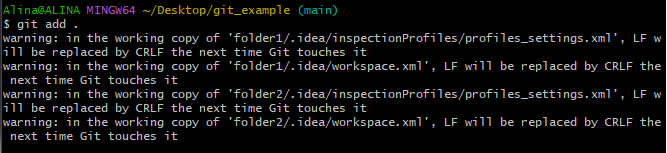 Alina@ALINA MINGW64 ~/Desktop/git_example (main)
$ git add .
warning: in the working copy of 'folder1/.idea/inspectionProfiles/profiles_settings.xml', LF w
ill be replaced by CRLF the next time Git touches it
warning: in the working copy of 'folder1/.idea/workspace.xml', LF will be replaced by CRLF the
 next time Git touches it
warning: in the working copy of 'folder2/.idea/inspectionProfiles/profiles_settings.xml', LF w
ill be replaced by CRLF the next time Git touches it
warning: in the working copy of 'folder2/.idea/workspace.xml', LF will be replaced by CRLF the
 next time Git touches it